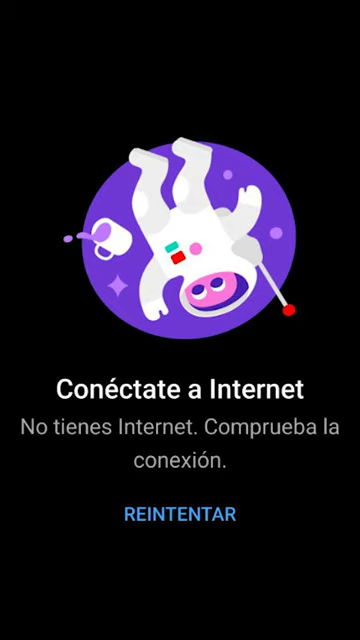 Conéctate a Internet
No tienes Internet. Comprueba la
conexión.
REINTENTAR